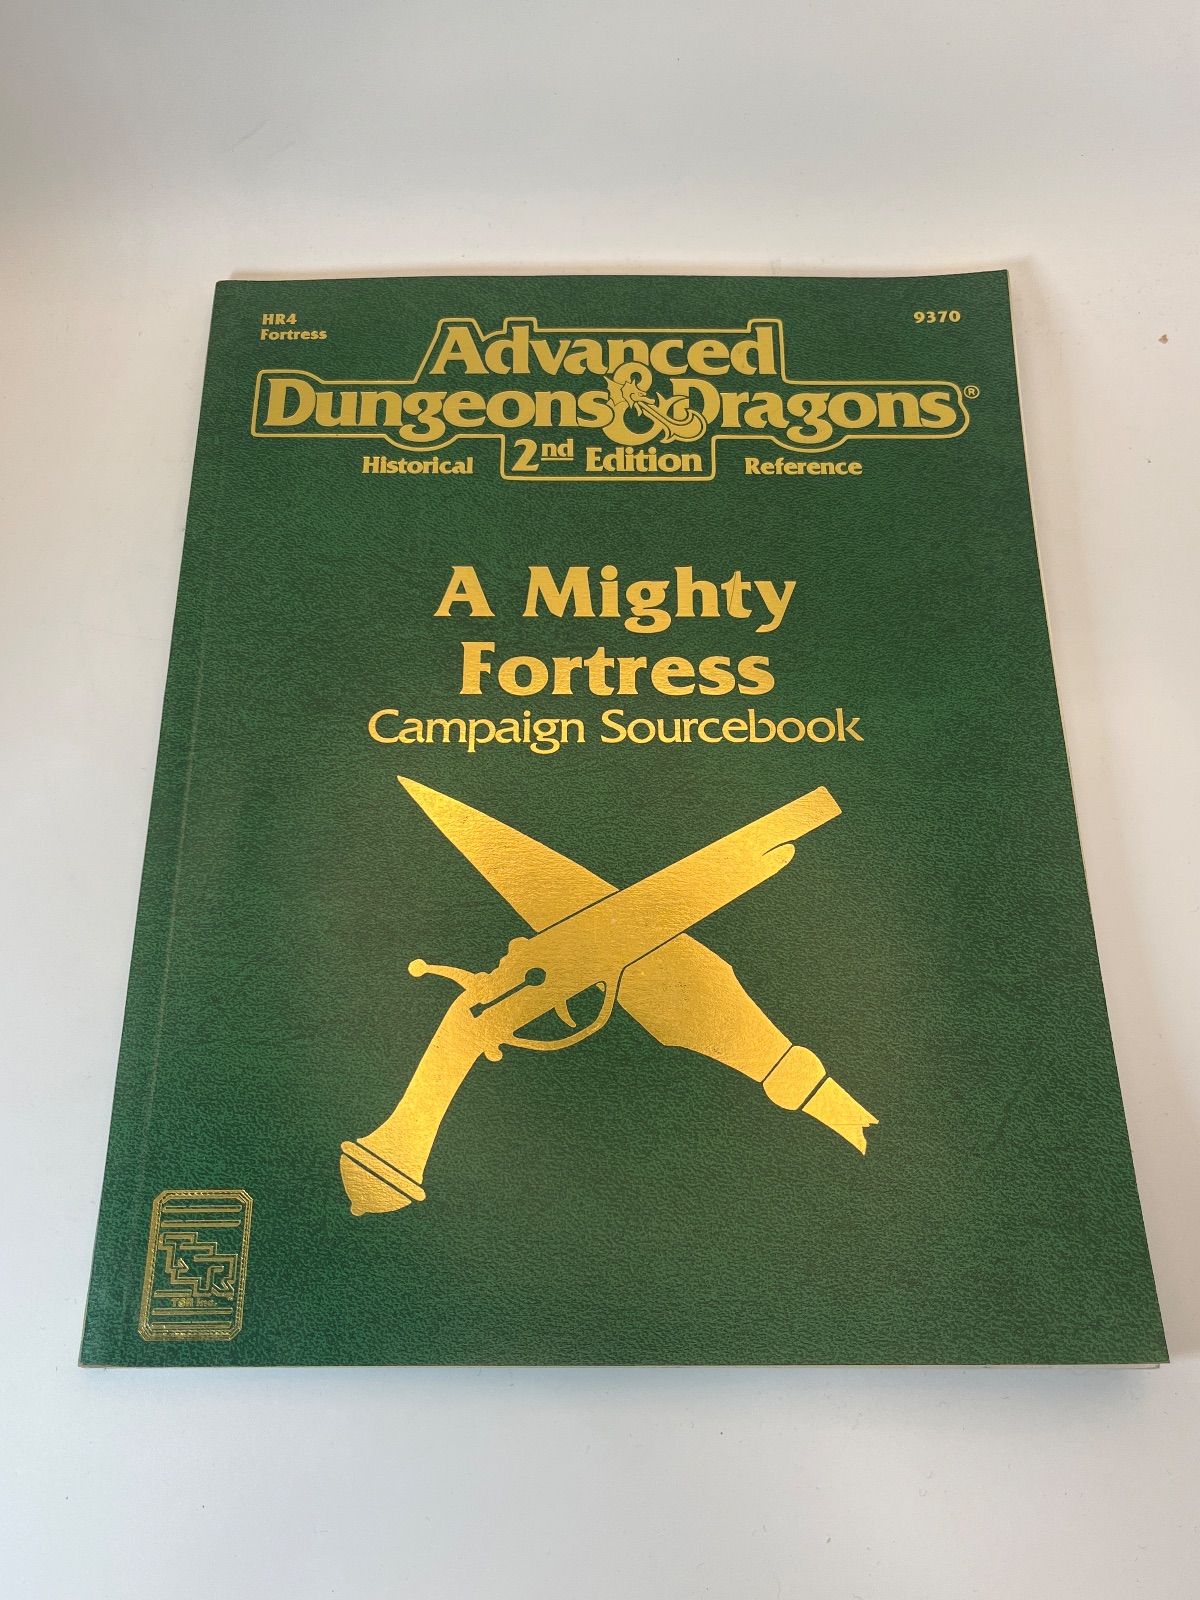 HR4
Fortress
9370
Advanced
Dungeons & Dragons®
Historical
2nd Edition
Reference
A Mighty
Fortress
Campaign Sourcebook
TSR
TSR Inc.